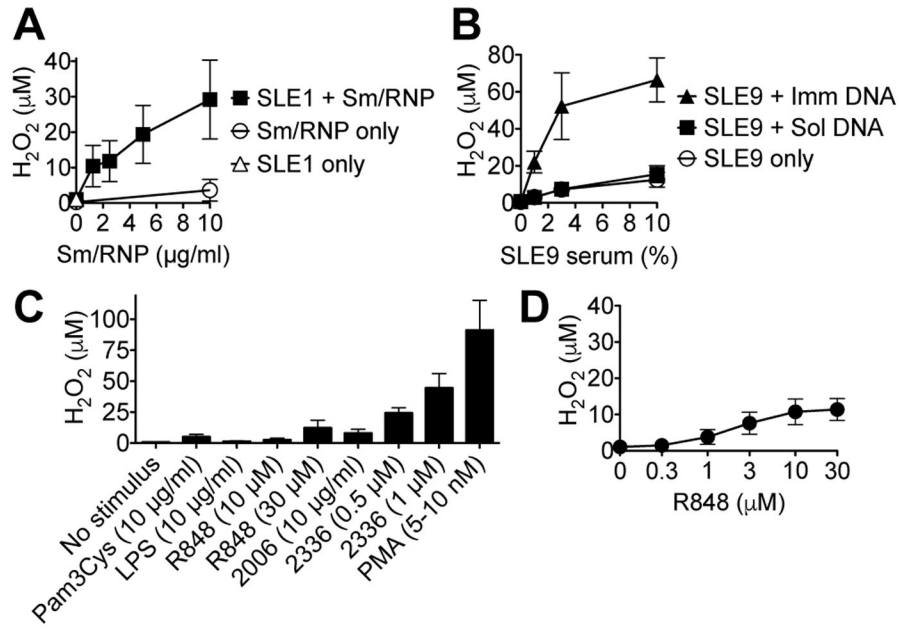 A
H₂O₂ (μM)
40
30
20
10
0
0 2 4 6 8 10
Sm/RNP (μg/ml)
SLE1 + Sm/RNP
Sm/RNP only
SLE1 only
B
H₂O₂ (μM)
80
60
40
20
0
0 2 4 6 8 10
SLE9 serum (%)
SLE9 + Imm DNA
SLE9 + Sol DNA
SLE9 only
C
H₂O₂ (μM)
100
75
50
25
0
No stimulus
Pam3Cys (10 μg/ml)
LPS (10 μg/ml)
R848 (10 μM)
R848 (30 μM)
2006 (10 μg/ml)
2336 (0.5 μM)
2336 (1 μM)
PMA (5-10 nM)
D
H₂O₂ (μM)
40
30
20
10
0
0 0.3 1 3 10 30
R848 (μM)